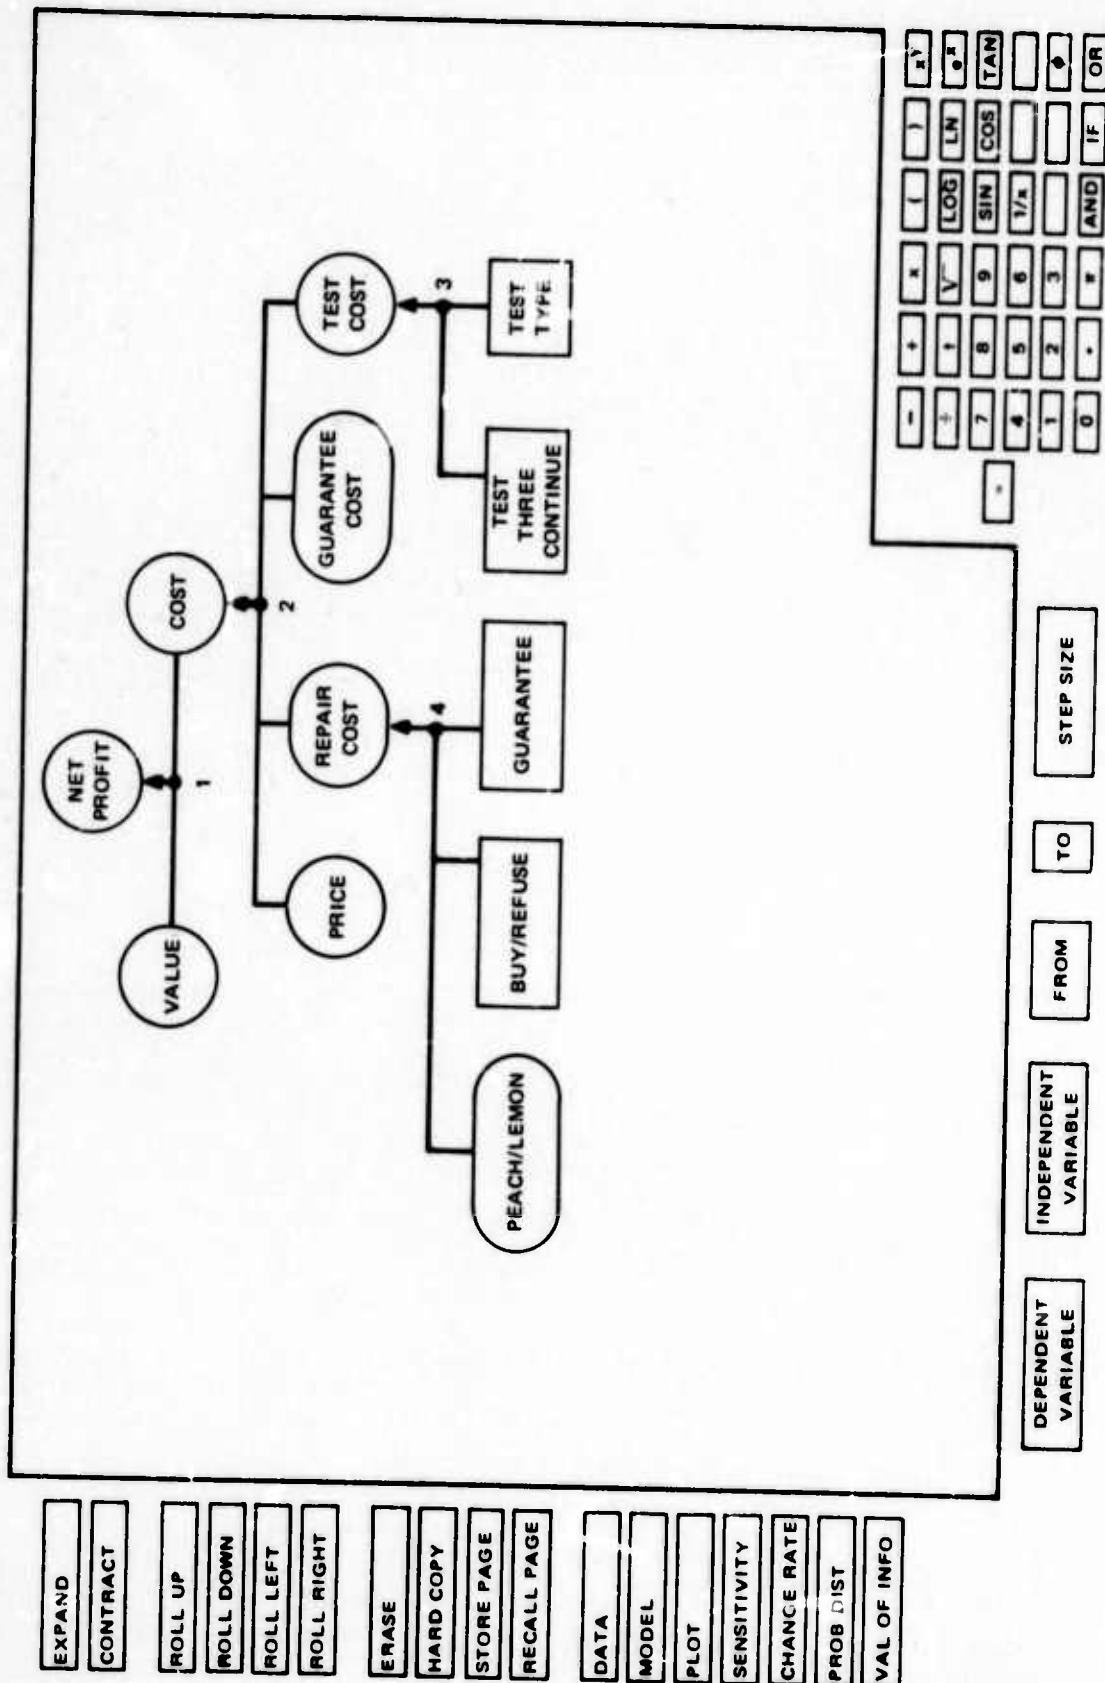 EXPAND
CONTRACT
ROLL UP
ROLL DOWN
ROLL LEFT
ROLL RIGHT
ERASE
HARD COPY
STORE PAGE
RECALL PAGE
DATA
MODEL
PLOT
SENSITIVITY
CHANGE RATE
PROB DIST
VAL OF INFO
NET
PROFIT
VALUE
1
COST
2
PRICE
REPAIR
COST
GUARANTEE
COST
TEST
COST
4
3
PEACH/LEMON
BUY/REFUSE
GUARANTEE
TEST
THREE
CONTINUE
TEST
TYPE
− + x ( ) xʸ
÷ ↑ √ LOG LN eˣ
7 8 9 SIN COS TAN
4 5 6 1/x
1 2 3
0 . π AND IF OR
DEPENDENT
VARIABLE
INDEPENDENT
VARIABLE
FROM
TO
STEP SIZE